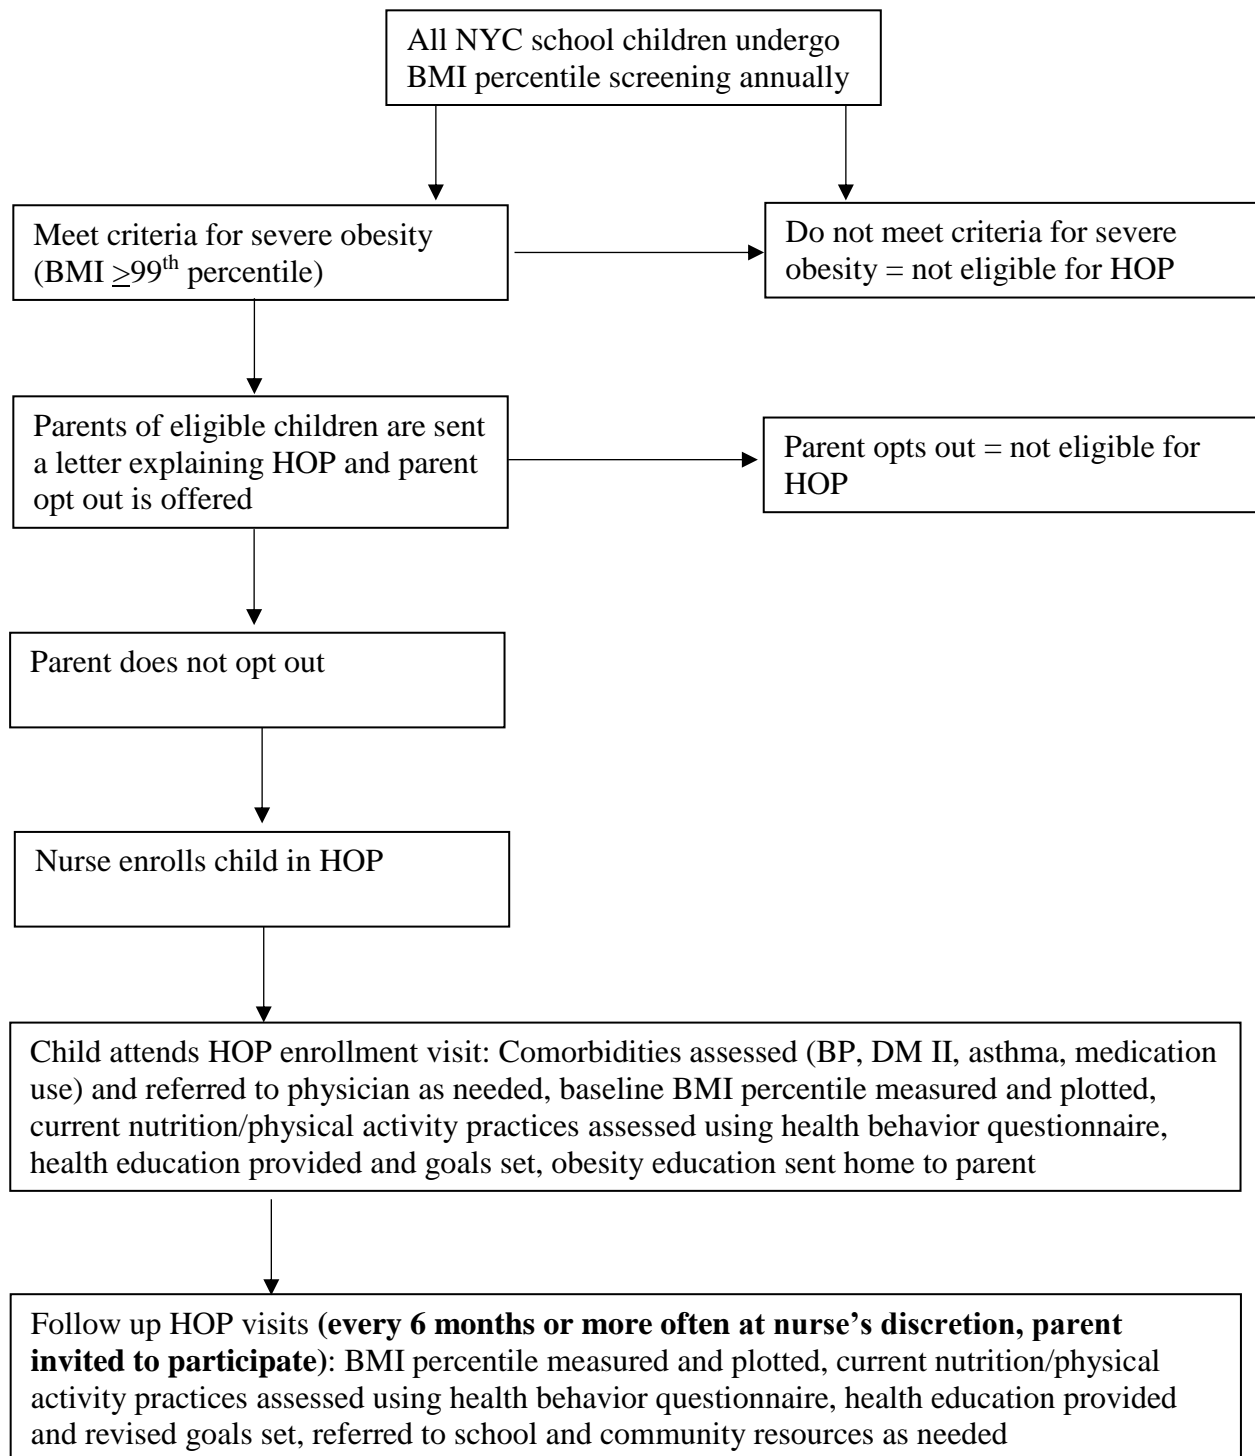 All NYC school children undergo
BMI percentile screening annually
Meet criteria for severe obesity
(BMI ≥99th percentile)
Do not meet criteria for severe
obesity = not eligible for HOP
Parents of eligible children are sent
a letter explaining HOP and parent
opt out is offered
Parent opts out = not eligible for
HOP
Parent does not opt out
Nurse enrolls child in HOP
Child attends HOP enrollment visit: Comorbidities assessed (BP, DM II, asthma, medication
use) and referred to physician as needed, baseline BMI percentile measured and plotted,
current nutrition/physical activity practices assessed using health behavior questionnaire,
health education provided and goals set, obesity education sent home to parent
Follow up HOP visits (every 6 months or more often at nurse’s discretion, parent
invited to participate): BMI percentile measured and plotted, current nutrition/physical
activity practices assessed using health behavior questionnaire, health education provided
and revised goals set, referred to school and community resources as needed